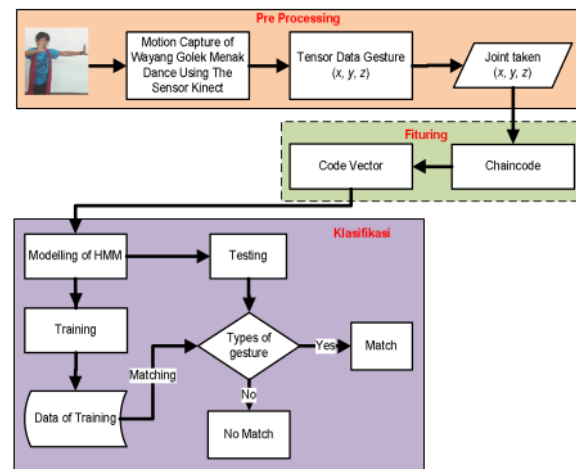 Pre Processing
Motion Capture of
Wayang Golek Menak
Dance Using The
Sensor Kinect
Tensor Data Gesture
(x, y, z)
Joint taken
(x, y, z)
Fituring
Code Vector
Chaincode
Klasifikasi
Modelling of HMM
Testing
Training
Types of
gesture
Yes
Match
Matching
No
Data of Training
No Match